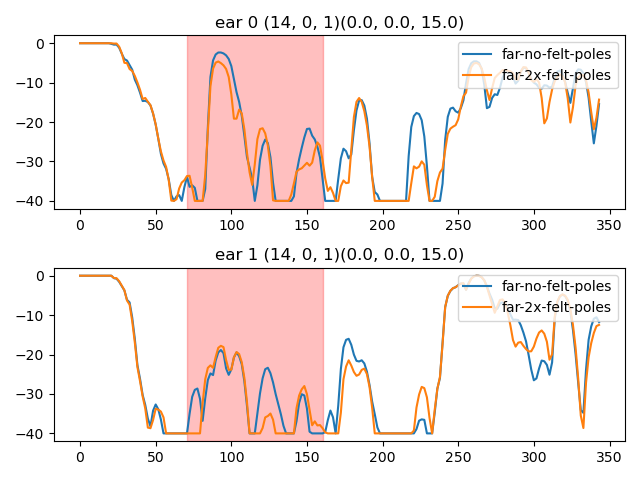 ear 0 (14, 0, 1)(0.0, 0.0, 15.0)
0
−10
−20
−30
−40
far-no-felt-poles
far-2x-felt-poles
0 50 100 150 200 250 300 350
ear 1 (14, 0, 1)(0.0, 0.0, 15.0)
0
−10
−20
−30
−40
far-no-felt-poles
far-2x-felt-poles
0 50 100 150 200 250 300 350